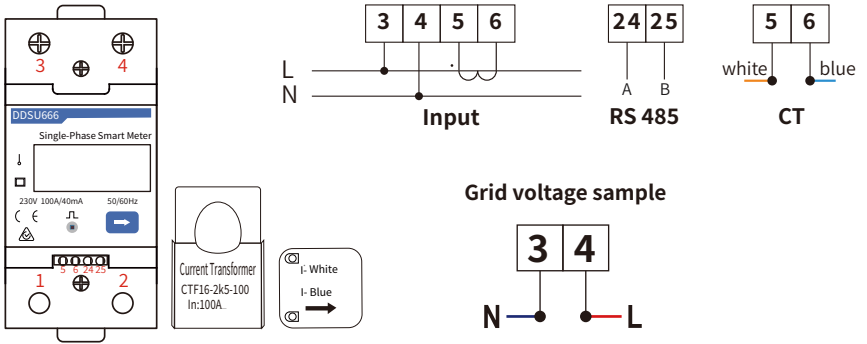 3 4
DDSU666
Single-Phase Smart Meter
230V 100A/40mA 50/60Hz
5 6 24 25
1 2
Current Transformer
CTF16-2k5-100
In:100A
I- White
I- Blue
3 4 5 6
L
N
Input
24 25
A B
RS 485
5 6
white blue
CT
Grid voltage sample
3 4
N L